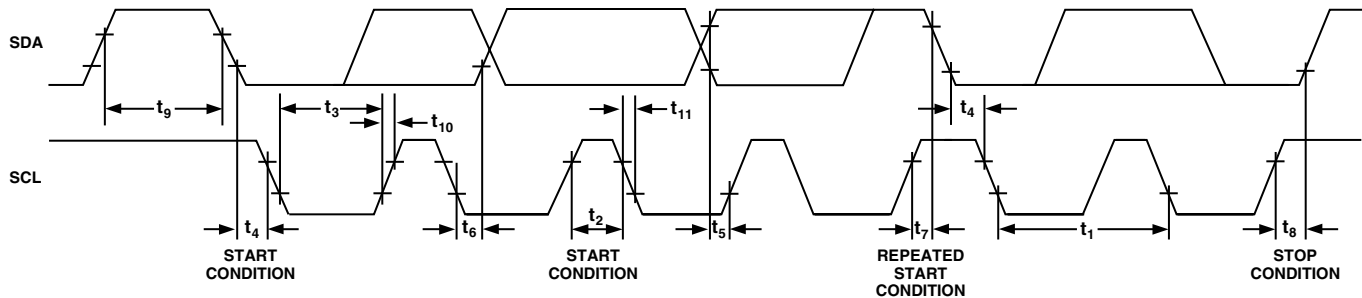 SDA
t9
t3
t10
t11
t4
SCL
t4
t6
t2
t5
t7
t1
t8
START
CONDITION
START
CONDITION
REPEATED
START
CONDITION
STOP
CONDITION